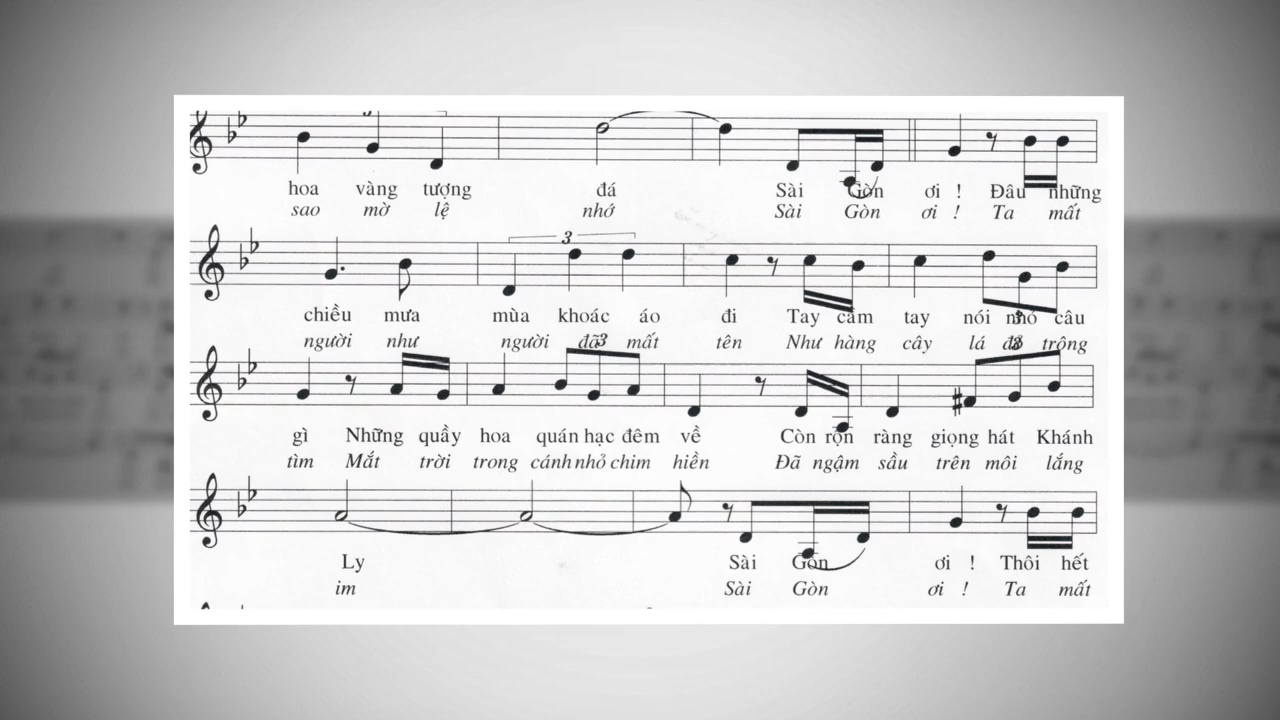 hoa vàng tượng đá Sài Gòn ơi ! Đâu những
sao mờ lệ nhớ Sài Gòn ơi ! Ta mất
3
chiều mưa mùa khoác áo đi Tay cầm tay nói nhỏ câu
người như người đã mất tên Như hàng cây lá đỏ trông
3
3
gì Những quầy hoa quán hạc đêm về Còn rộn ràng giọng hát Khánh
tìm Mắt trời trong cánh nhỏ chim hiền Đã ngậm sầu trên môi lắng
Ly Sài Gòn ơi ! Thôi hết
im Sài Gòn ơi ! Ta mất